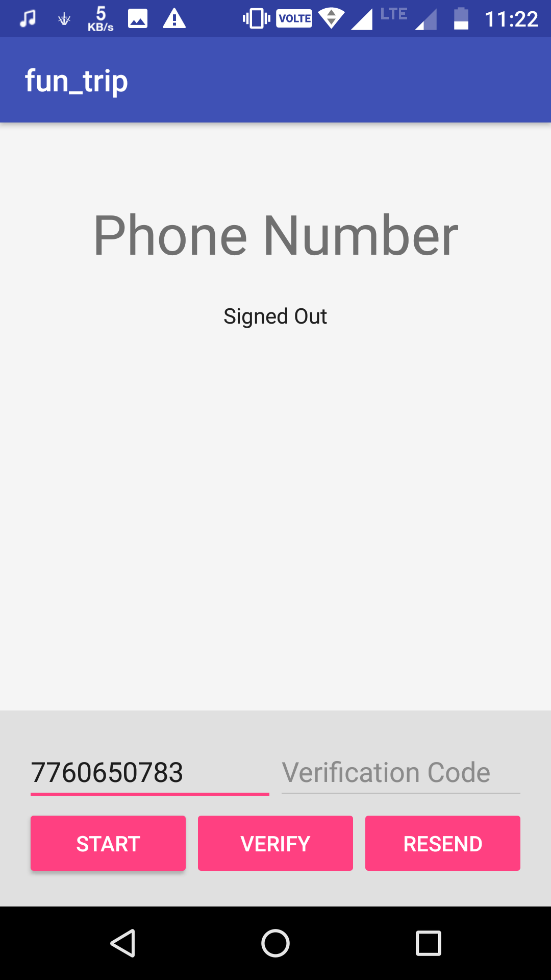 5 KB/s VOLTE LTE 11:22
fun_trip
Phone Number
Signed Out
7760650783 Verification Code
START VERIFY RESEND